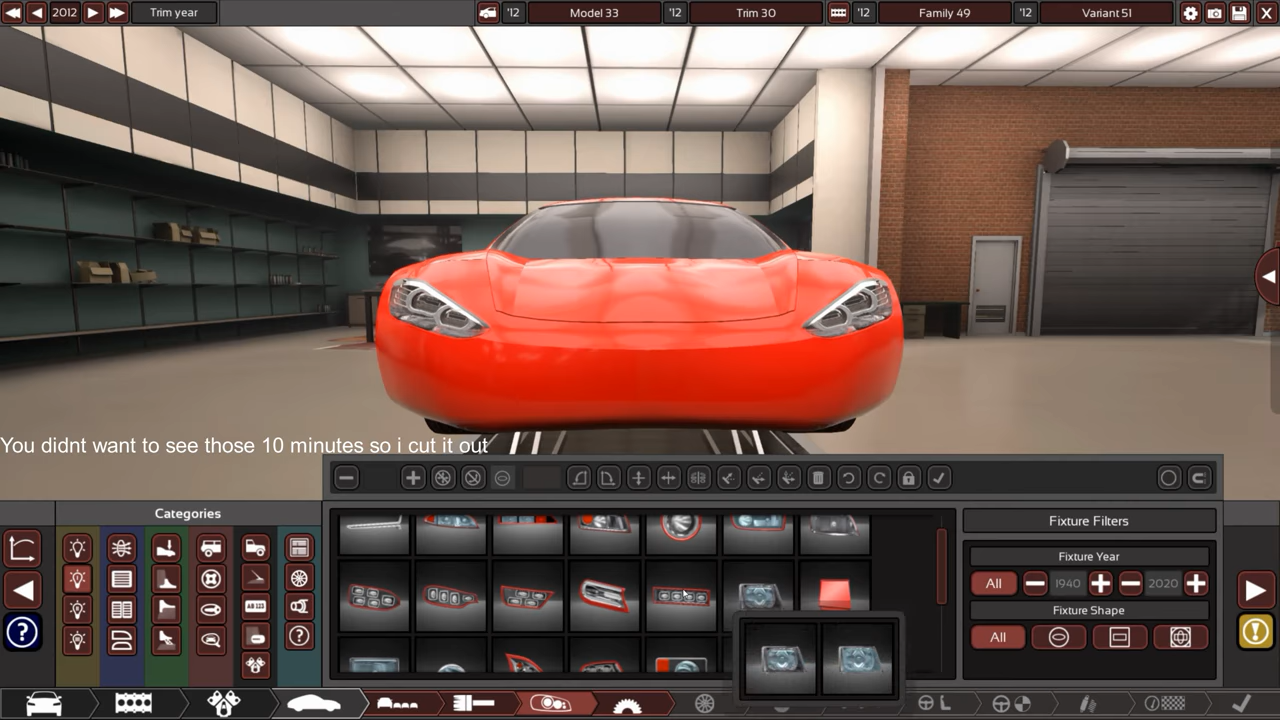 2012 Trim year '12 Model 33 '12 Trim 30 '12 Family 49 '12 Variant 51
You didnt want to see those 10 minutes so i cut it out
Categories
Fixture Filters
Fixture Year
All 1940 2020
Fixture Shape
All
AB 123